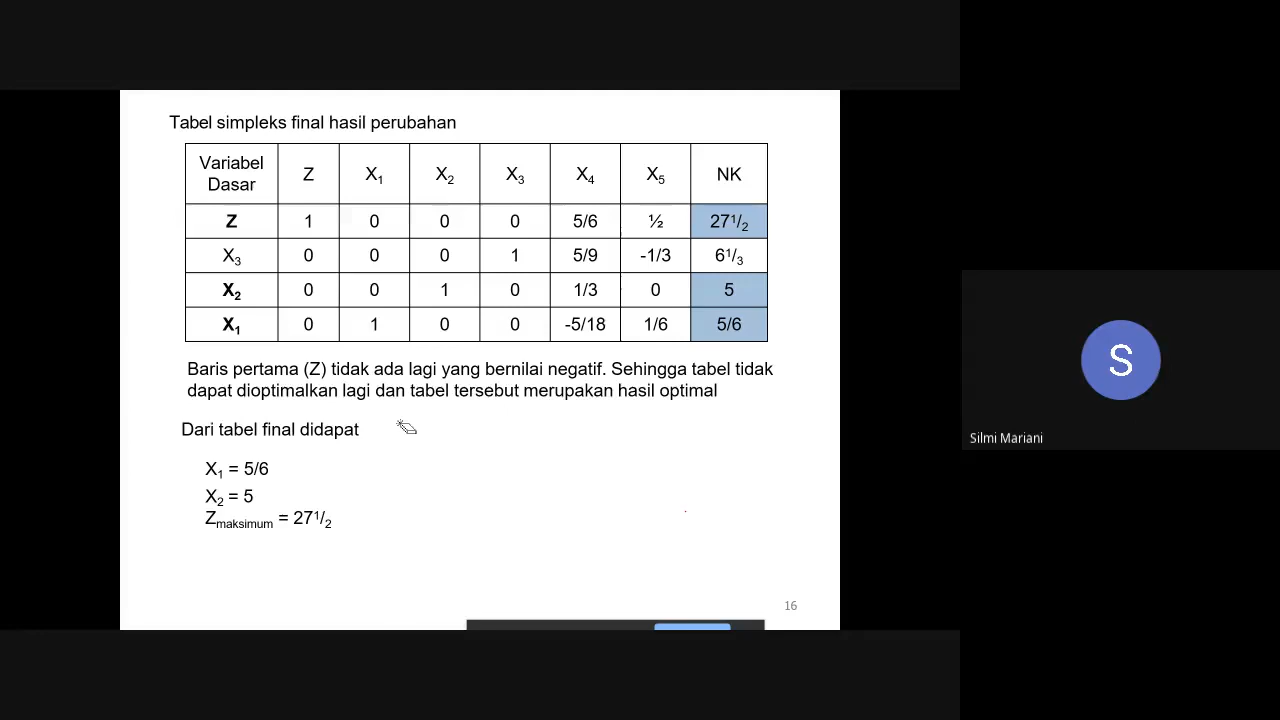 Tabel simpleks final hasil perubahan
Variabel Dasar Z X₁ X₂ X₃ X₄ X₅ NK
Z 1 0 0 0 5/6 ½ 27¹/₂
X₃ 0 0 0 1 5/9 -1/3 6¹/₃
X₂ 0 0 1 0 1/3 0 5
X₁ 0 1 0 0 -5/18 1/6 5/6
Baris pertama (Z) tidak ada lagi yang bernilai negatif. Sehingga tabel tidak
dapat dioptimalkan lagi dan tabel tersebut merupakan hasil optimal
Dari tabel final didapat
X₁ = 5/6
X₂ = 5
Zmaksimum = 27¹/₂
16
S
Silmi Mariani